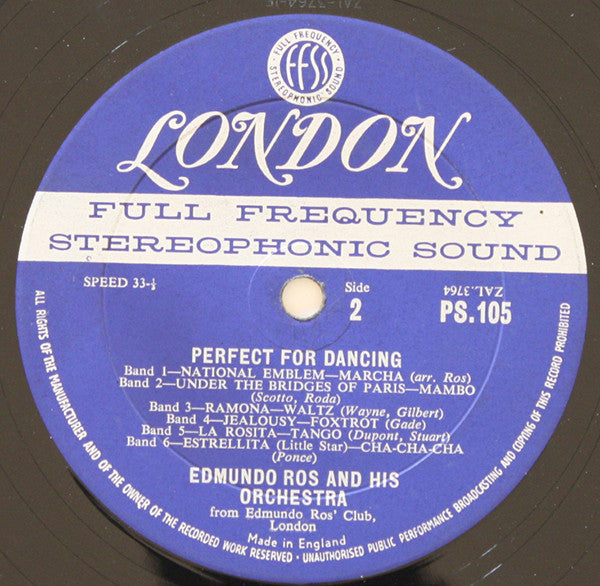 ZAL-3764-1E
FULL FREQUENCY
ffss
STEREOPHONIC SOUND
LONDON
FULL FREQUENCY
STEREOPHONIC SOUND
SPEED 33-⅓
Side
2
ZAL.3764
PS.105
PERFECT FOR DANCING
Band 1—NATIONAL EMBLEM—MARCHA (arr. Ros)
Band 2—UNDER THE BRIDGES OF PARIS—MAMBO
(Scotto, Roda)
Band 3—RAMONA—WALTZ (Wayne, Gilbert)
Band 4—JEALOUSY—FOXTROT (Gade)
Band 5—LA ROSITA—TANGO (Dupont, Stuart)
Band 6—ESTRELLITA (Little Star)—CHA-CHA-CHA
(Ponce)
EDMUNDO ROS AND HIS
ORCHESTRA
from Edmundo Ros' Club,
London
Made in England
ALL RIGHTS OF THE MANUFACTURER AND OF THE OWNER OF THE RECORDED WORK RESERVED · UNAUTHORISED PUBLIC PERFORMANCE BROADCASTING AND COPYING OF THIS RECORD PROHIBITED